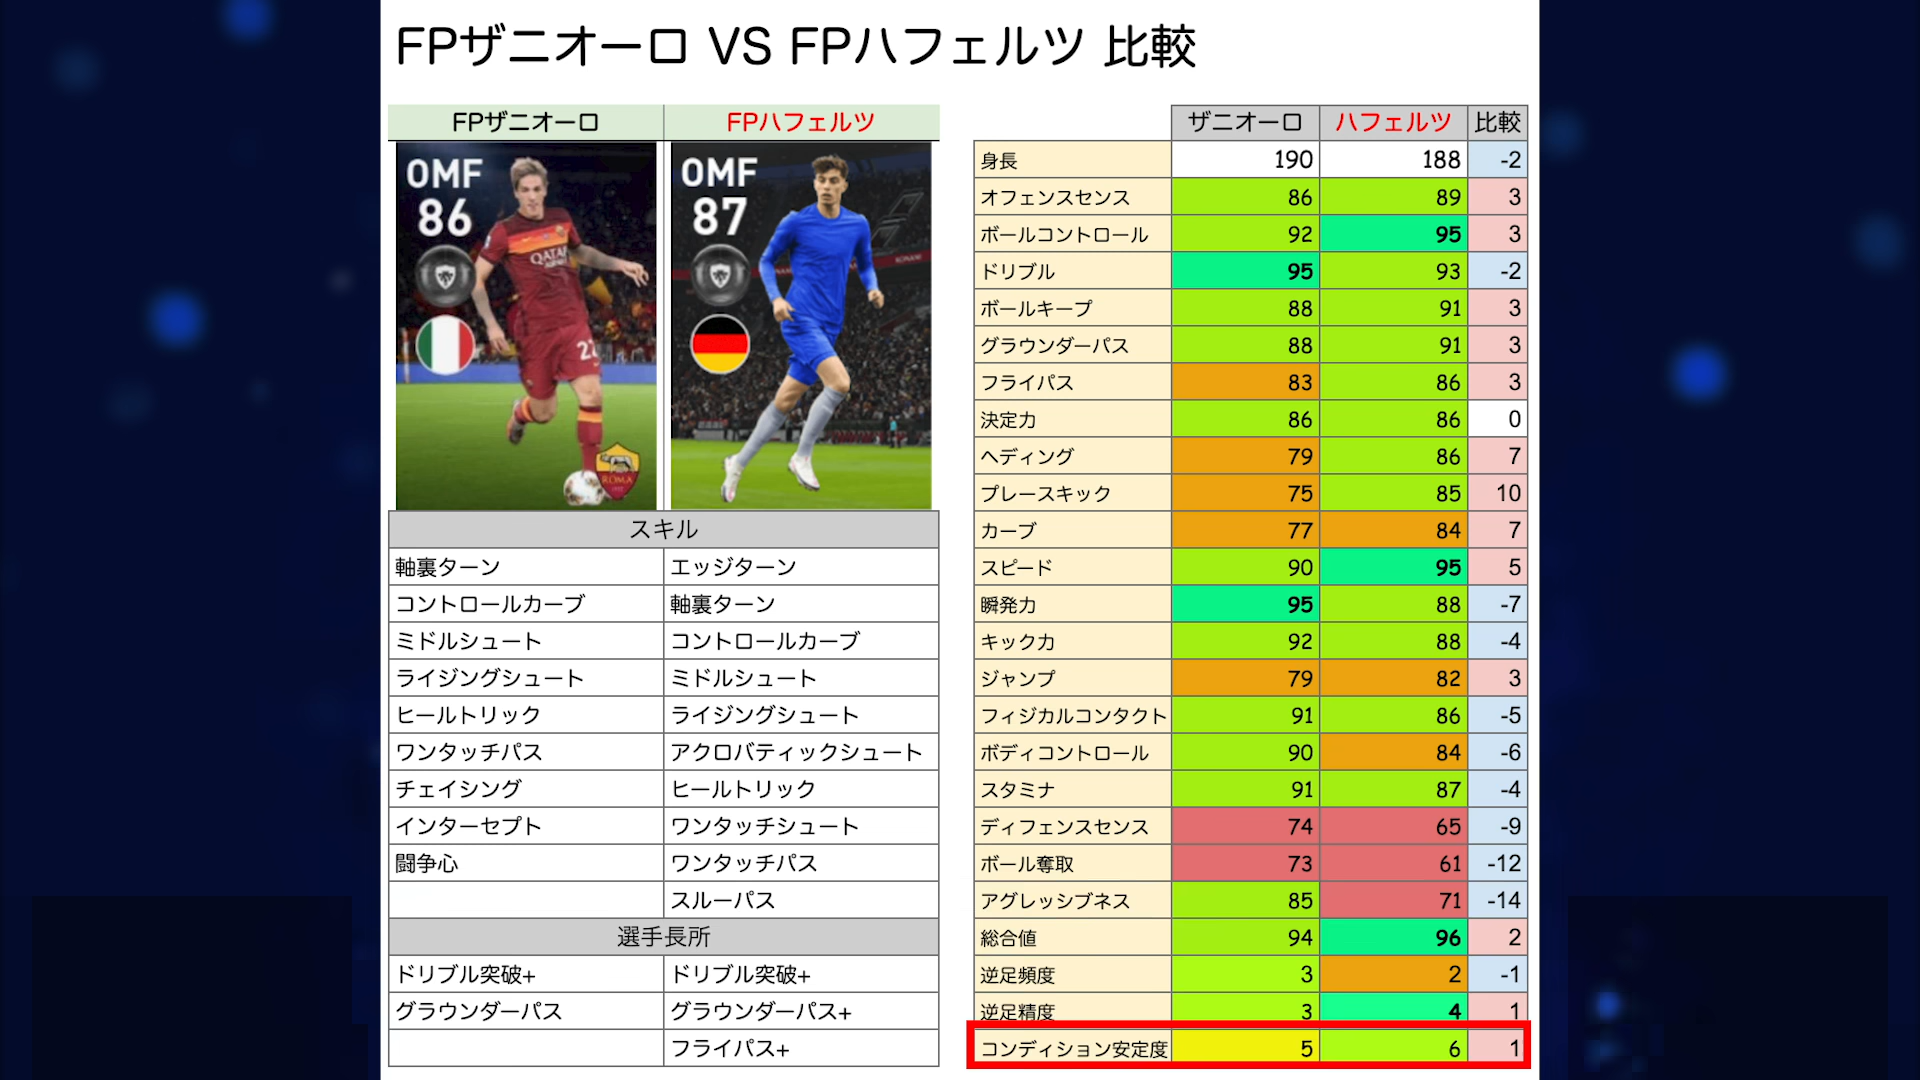 FPザニオーロ VS FPハフェルツ 比較
FPザニオーロ FPハフェルツ
OMF
86
QATAR
22
ROMA
OMF
87
KONAMI
スキル
軸裏ターン エッジターン
コントロールカーブ 軸裏ターン
ミドルシュート コントロールカーブ
ライジングシュート ミドルシュート
ヒールトリック ライジングシュート
ワンタッチパス アクロバティックシュート
チェイシング ヒールトリック
インターセプト ワンタッチシュート
闘争心 ワンタッチパス
スルーパス
選手長所
ドリブル突破+ ドリブル突破+
グラウンダーパス グラウンダーパス+
フライパス+
ザニオーロ ハフェルツ 比較
身長 190 188 -2
オフェンスセンス 86 89 3
ボールコントロール 92 95 3
ドリブル 95 93 -2
ボールキープ 88 91 3
グラウンダーパス 88 91 3
フライパス 83 86 3
決定力 86 86 0
ヘディング 79 86 7
プレースキック 75 85 10
カーブ 77 84 7
スピード 90 95 5
瞬発力 95 88 -7
キック力 92 88 -4
ジャンプ 79 82 3
フィジカルコンタクト 91 86 -5
ボディコントロール 90 84 -6
スタミナ 91 87 -4
ディフェンスセンス 74 65 -9
ボール奪取 73 61 -12
アグレッシブネス 85 71 -14
総合値 94 96 2
逆足頻度 3 2 -1
逆足精度 3 4 1
コンディション安定度 5 6 1